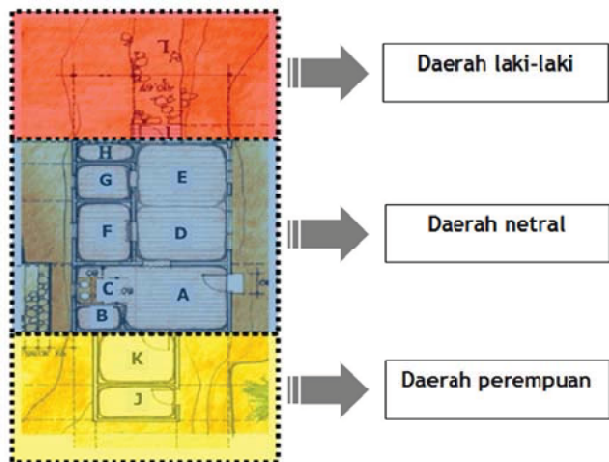 Daerah laki-laki
L
I
H
G
E
F
D
Daerah netral
C
A
B
K
J
Daerah perempuan